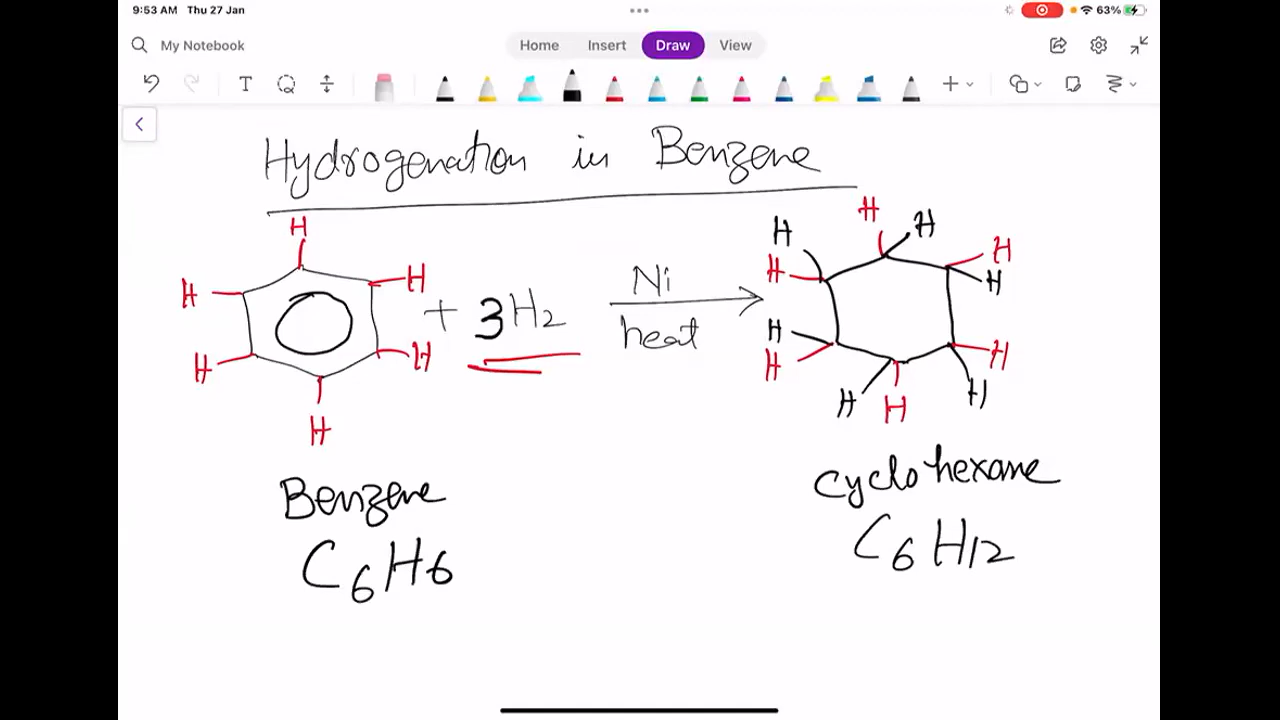 9:53 AM Thu 27 Jan
63%
My Notebook
Home Insert Draw View
T
Hydrogenation in Benzene
H H H
H H
H H H H
+ 3H2 Ni
heat
H H H
H H H
H H H
H
Benzene cyclohexane
C6H6 C6H12